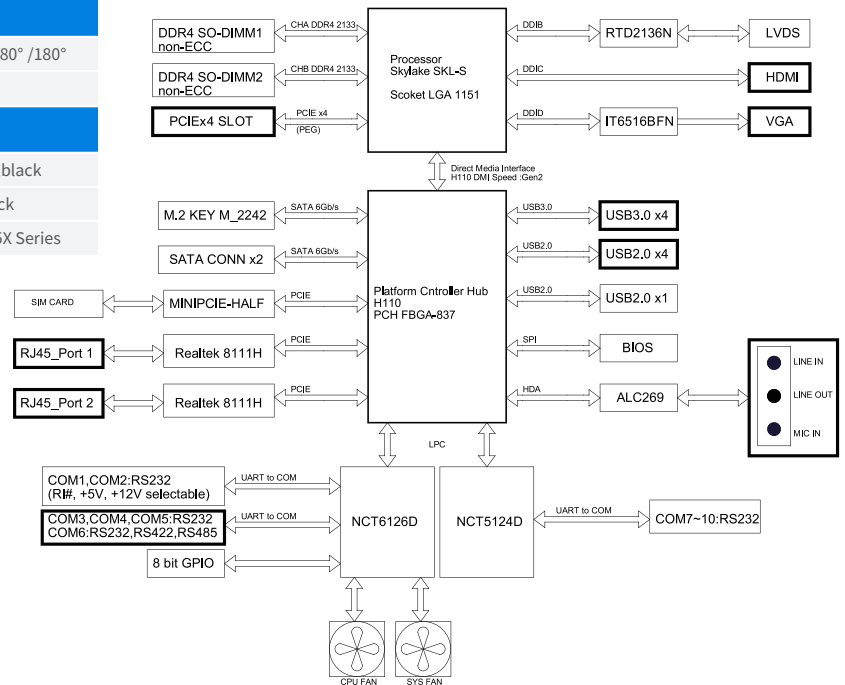 80° /180°
black
ck
6X Series
DDR4 SO-DIMM1
non-ECC
CHA DDR4 2133
DDR4 SO-DIMM2
non-ECC
CHB DDR4 2133
PCIEx4 SLOT
PCIE x4
(PEG)
Processor
Skylake SKL-S
Scoket LGA 1151
DDIB
RTD2136N
LVDS
DDIC
HDMI
DDID
IT6516BFN
VGA
Direct Media Interface
H110 DMI Speed :Gen2
M.2 KEY M_2242
SATA 6Gb/s
SATA CONN x2
SATA 6Gb/s
SIM CARD
MINIPCIE-HALF
PCIE
RJ45_Port 1
Realtek 8111H
PCIE
RJ45_Port 2
Realtek 8111H
PCIE
Platform Cntroller Hub
H110
PCH FBGA-837
USB3.0
USB3.0 x4
USB2.0
USB2.0 x4
USB2.0
USB2.0 x1
SPI
BIOS
HDA
ALC269
LINE IN
LINE OUT
MIC IN
LPC
COM1,COM2:RS232
(RI#, +5V, +12V selectable)
UART to COM
COM3,COM4,COM5:RS232
COM6:RS232,RS422,RS485
UART to COM
8 bit GPIO
NCT6126D
NCT5124D
UART to COM
COM7~10:RS232
CPU FAN
SYS FAN